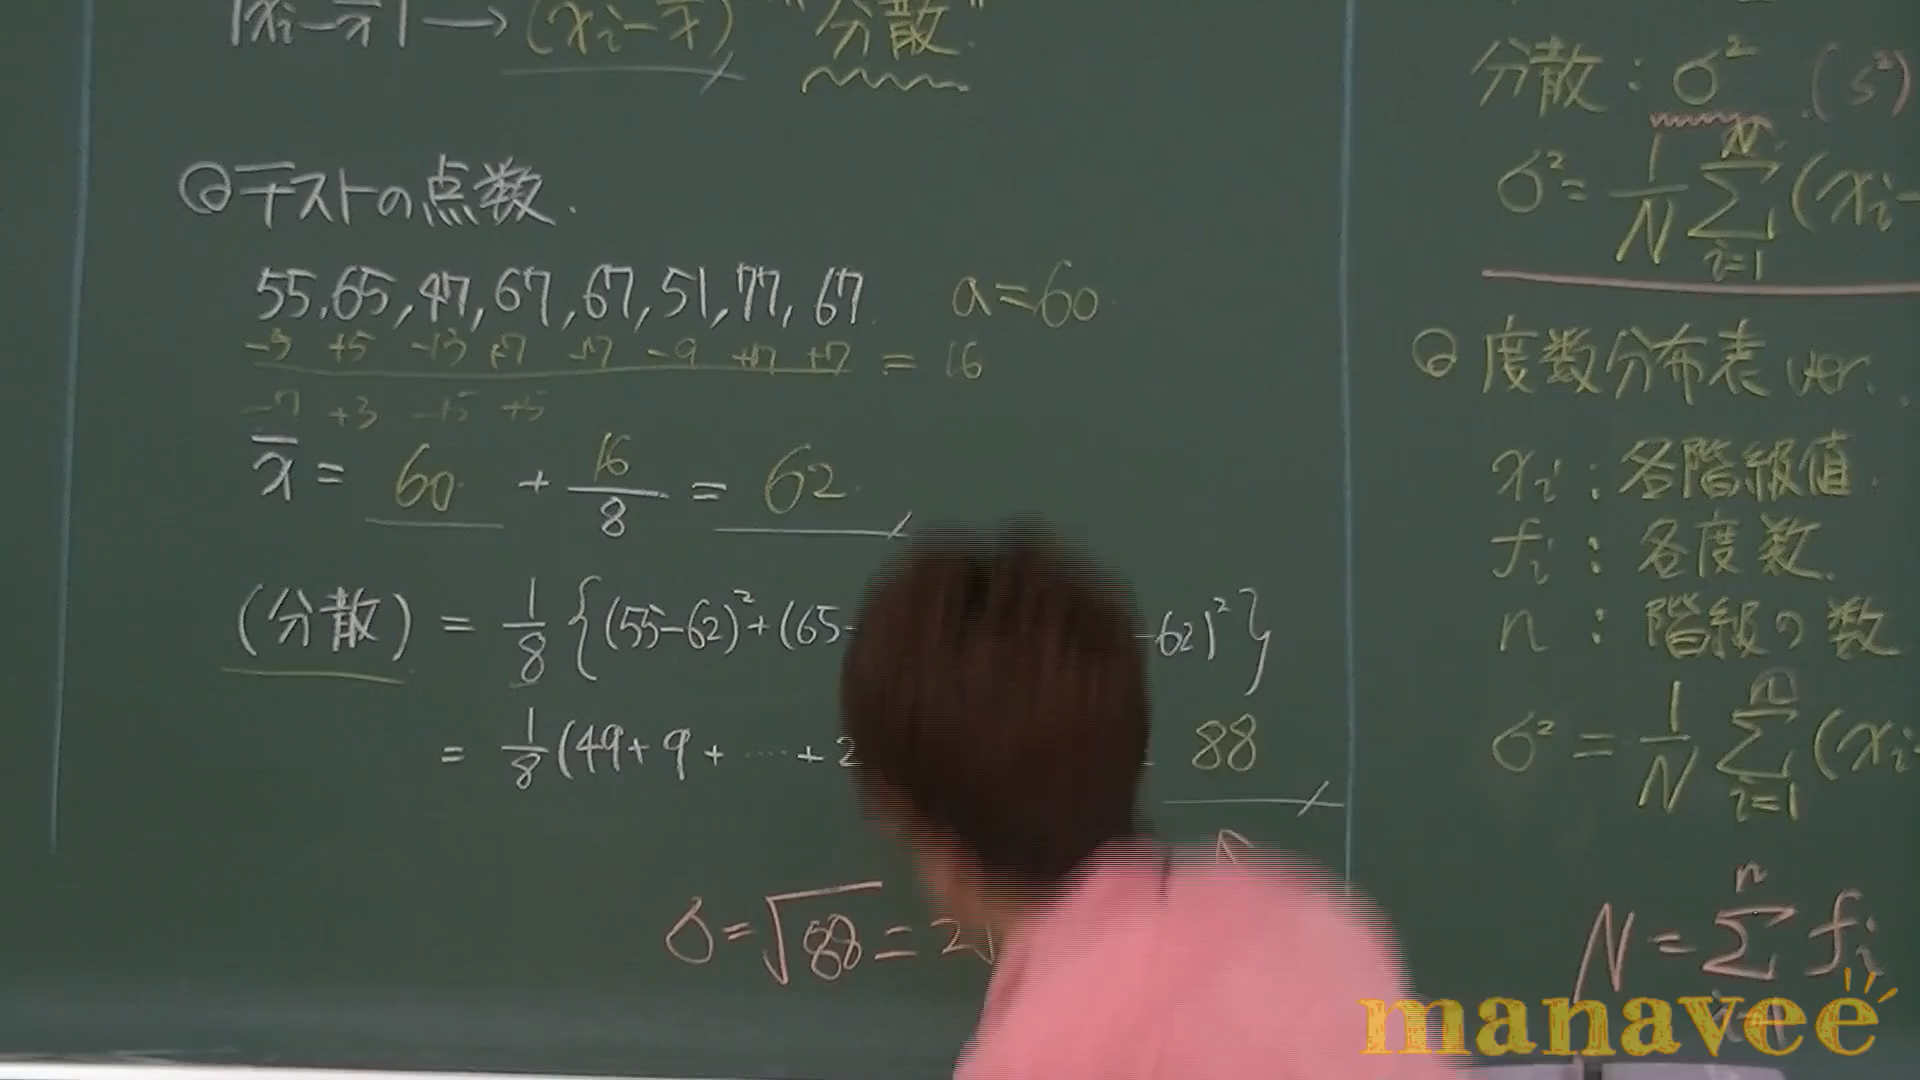 |xi−x̄| → (xi−x̄) "分散"
◎テストの点数.
55, 65, 47, 67, 67, 51, 77, 67 a=60
-5 +5 -13 +7 +7 -9 +17 +7 = 16
-7 +3 -15 +5
x̄ = 60 + 16/8 = 62
(分散) = 1/8 {(55−62)²+(65- -62)²}
= 1/8 (49+9+ ‥‥ +2 88
σ=√88=2√
分散: σ² (s²)
σ²= 1/N Σ i=1 N (xi-
◎度数分布表 ver.
xi : 各階級値.
fi : 各度数.
n : 階級の数
σ² = 1/N Σ i=1 n (xi-
N = Σ i=1 n fi
manavee